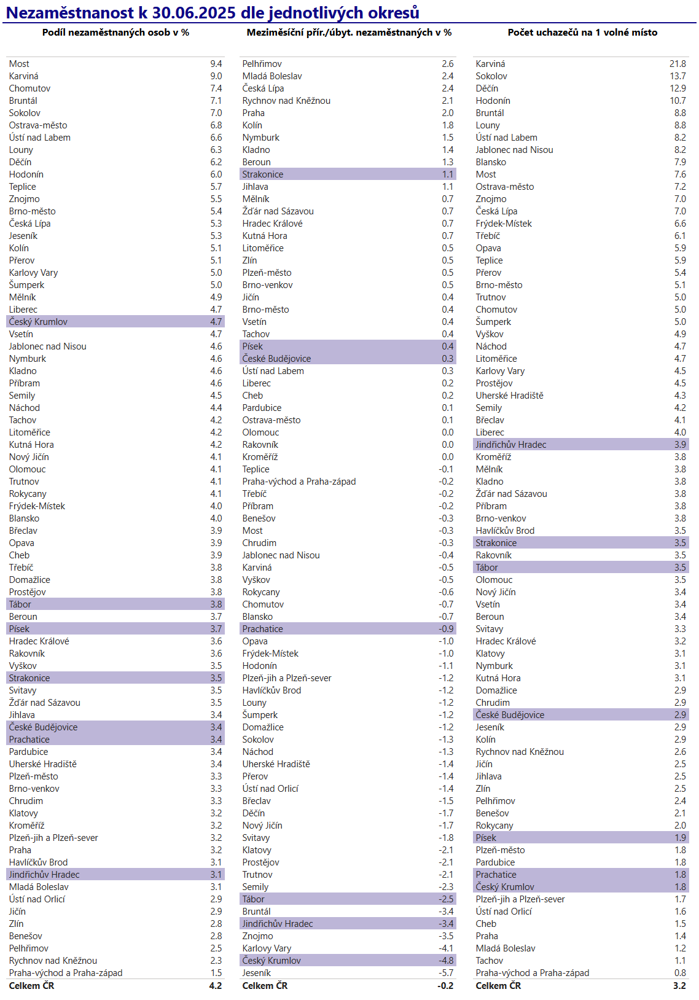 Nezaměstnanost k 30.06.2025 dle jednotlivých okresů
Podíl nezaměstnaných osob v %
Most 9.4
Karviná 9.0
Chomutov 7.4
Bruntál 7.1
Sokolov 7.0
Ostrava-město 6.8
Ústí nad Labem 6.6
Louny 6.3
Děčín 6.2
Hodonín 6.0
Teplice 5.7
Znojmo 5.5
Brno-město 5.4
Česká Lípa 5.3
Jeseník 5.3
Kolín 5.1
Přerov 5.1
Karlovy Vary 5.0
Šumperk 5.0
Mělník 4.9
Liberec 4.7
Český Krumlov 4.7
Vsetín 4.7
Jablonec nad Nisou 4.6
Nymburk 4.6
Kladno 4.6
Příbram 4.6
Semily 4.5
Náchod 4.4
Tachov 4.2
Litoměřice 4.2
Kutná Hora 4.2
Nový Jičín 4.1
Olomouc 4.1
Trutnov 4.1
Rokycany 4.1
Frýdek-Místek 4.0
Blansko 4.0
Břeclav 3.9
Opava 3.9
Cheb 3.9
Třebíč 3.8
Domažlice 3.8
Prostějov 3.8
Tábor 3.8
Beroun 3.7
Písek 3.7
Hradec Králové 3.6
Rakovník 3.6
Vyškov 3.5
Strakonice 3.5
Svitavy 3.5
Žďár nad Sázavou 3.5
Jihlava 3.4
České Budějovice 3.4
Prachatice 3.4
Pardubice 3.4
Uherské Hradiště 3.4
Plzeň-město 3.3
Brno-venkov 3.3
Chrudim 3.3
Klatovy 3.2
Kroměříž 3.2
Plzeň-jih a Plzeň-sever 3.2
Praha 3.2
Havlíčkův Brod 3.1
Jindřichův Hradec 3.1
Mladá Boleslav 3.1
Ústí nad Orlicí 2.9
Jičín 2.9
Zlín 2.8
Benešov 2.8
Pelhřimov 2.5
Rychnov nad Kněžnou 2.3
Praha-východ a Praha-západ 1.5
Celkem ČR 4.2
Meziměsíční přír./úbyt. nezaměstnaných v %
Pelhřimov 2.6
Mladá Boleslav 2.4
Česká Lípa 2.4
Rychnov nad Kněžnou 2.1
Praha 2.0
Kolín 1.8
Nymburk 1.5
Kladno 1.4
Beroun 1.3
Strakonice 1.1
Jihlava 1.1
Mělník 0.7
Žďár nad Sázavou 0.7
Hradec Králové 0.7
Kutná Hora 0.7
Litoměřice 0.5
Zlín 0.5
Plzeň-město 0.5
Brno-venkov 0.5
Jičín 0.4
Brno-město 0.4
Vsetín 0.4
Tachov 0.4
Písek 0.4
České Budějovice 0.3
Ústí nad Labem 0.3
Liberec 0.2
Cheb 0.2
Pardubice 0.1
Ostrava-město 0.1
Olomouc 0.0
Rakovník 0.0
Kroměříž 0.0
Teplice -0.1
Praha-východ a Praha-západ -0.2
Třebíč -0.2
Příbram -0.2
Benešov -0.3
Most -0.3
Chrudim -0.3
Jablonec nad Nisou -0.4
Karviná -0.5
Vyškov -0.5
Rokycany -0.6
Chomutov -0.7
Blansko -0.7
Prachatice -0.9
Opava -1.0
Frýdek-Místek -1.0
Hodonín -1.1
Plzeň-jih a Plzeň-sever -1.2
Havlíčkův Brod -1.2
Louny -1.2
Šumperk -1.2
Domažlice -1.2
Sokolov -1.3
Náchod -1.3
Uherské Hradiště -1.4
Přerov -1.4
Ústí nad Orlicí -1.4
Břeclav -1.5
Děčín -1.7
Nový Jičín -1.7
Svitavy -1.8
Klatovy -2.1
Prostějov -2.1
Trutnov -2.1
Semily -2.3
Tábor -2.5
Bruntál -3.4
Jindřichův Hradec -3.4
Znojmo -3.5
Karlovy Vary -4.1
Český Krumlov -4.8
Jeseník -5.7
Celkem ČR -0.2
Počet uchazečů na 1 volné místo
Karviná 21.8
Sokolov 13.7
Děčín 12.9
Hodonín 10.7
Bruntál 8.8
Louny 8.8
Ústí nad Labem 8.2
Jablonec nad Nisou 8.2
Blansko 7.9
Most 7.6
Ostrava-město 7.2
Znojmo 7.0
Česká Lípa 7.0
Frýdek-Místek 6.6
Třebíč 6.1
Opava 5.9
Teplice 5.9
Přerov 5.4
Brno-město 5.1
Trutnov 5.0
Chomutov 5.0
Šumperk 5.0
Vyškov 4.9
Náchod 4.7
Litoměřice 4.7
Karlovy Vary 4.5
Prostějov 4.5
Uherské Hradiště 4.3
Semily 4.2
Břeclav 4.1
Liberec 4.0
Jindřichův Hradec 3.9
Kroměříž 3.8
Mělník 3.8
Kladno 3.8
Žďár nad Sázavou 3.8
Příbram 3.8
Brno-venkov 3.8
Havlíčkův Brod 3.5
Strakonice 3.5
Rakovník 3.5
Tábor 3.5
Olomouc 3.5
Nový Jičín 3.4
Vsetín 3.4
Beroun 3.4
Svitavy 3.3
Hradec Králové 3.2
Klatovy 3.1
Nymburk 3.1
Kutná Hora 3.1
Domažlice 2.9
Chrudim 2.9
České Budějovice 2.9
Jeseník 2.9
Kolín 2.9
Rychnov nad Kněžnou 2.6
Jičín 2.5
Jihlava 2.5
Zlín 2.5
Pelhřimov 2.4
Benešov 2.1
Rokycany 2.0
Písek 1.9
Plzeň-město 1.8
Pardubice 1.8
Prachatice 1.8
Český Krumlov 1.8
Plzeň-jih a Plzeň-sever 1.7
Ústí nad Orlicí 1.6
Cheb 1.5
Praha 1.4
Mladá Boleslav 1.2
Tachov 1.1
Praha-východ a Praha-západ 0.8
Celkem ČR 3.2